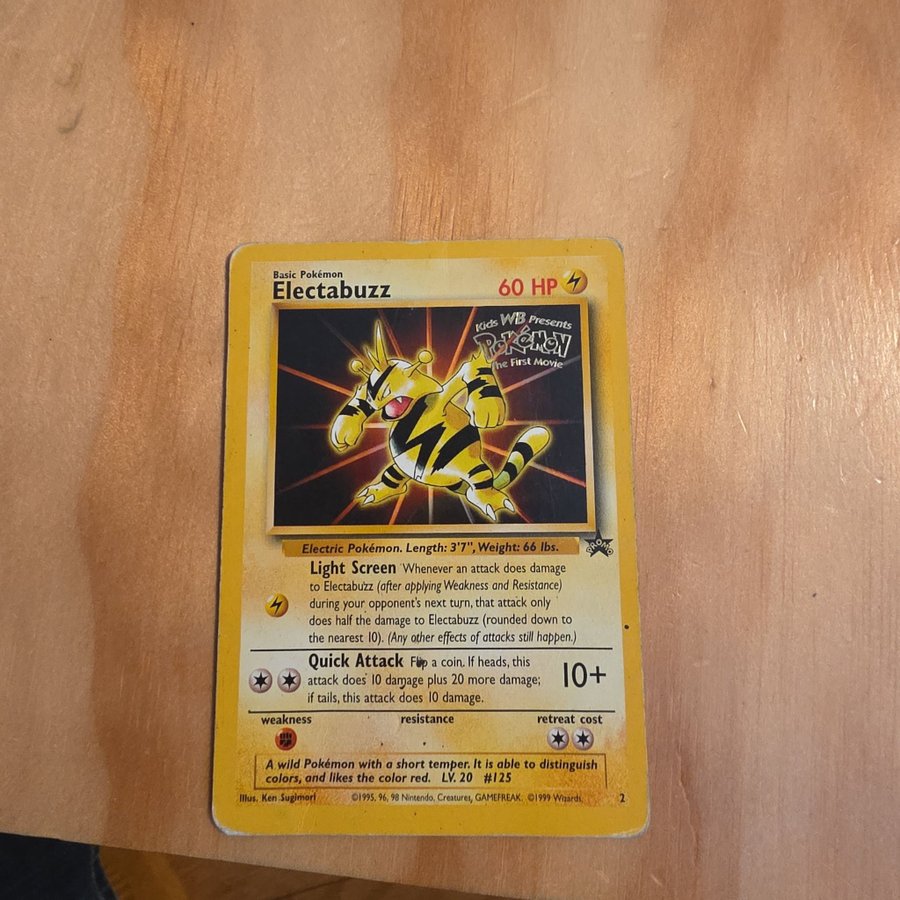 Basic Pokémon
Electabuzz 60 HP
Kids WB Presents
POKéMON
The First Movie
Electric Pokémon. Length: 3'7", Weight: 66 lbs.
PROMO
Light Screen Whenever an attack does damage
to Electabuzz (after applying Weakness and Resistance)
during your opponent's next turn, that attack only
does half the damage to Electabuzz (rounded down to
the nearest 10). (Any other effects of attacks still happen.)
Quick Attack Flip a coin. If heads, this
attack does 10 damage plus 20 more damage;
if tails, this attack does 10 damage.
10+
weakness resistance retreat cost
A wild Pokémon with a short temper. It is able to distinguish
colors, and likes the color red. LV. 20 #125
Illus. Ken Sugimori ©1995, 96, 98 Nintendo, Creatures, GAMEFREAK. ©1999 Wizards. 2